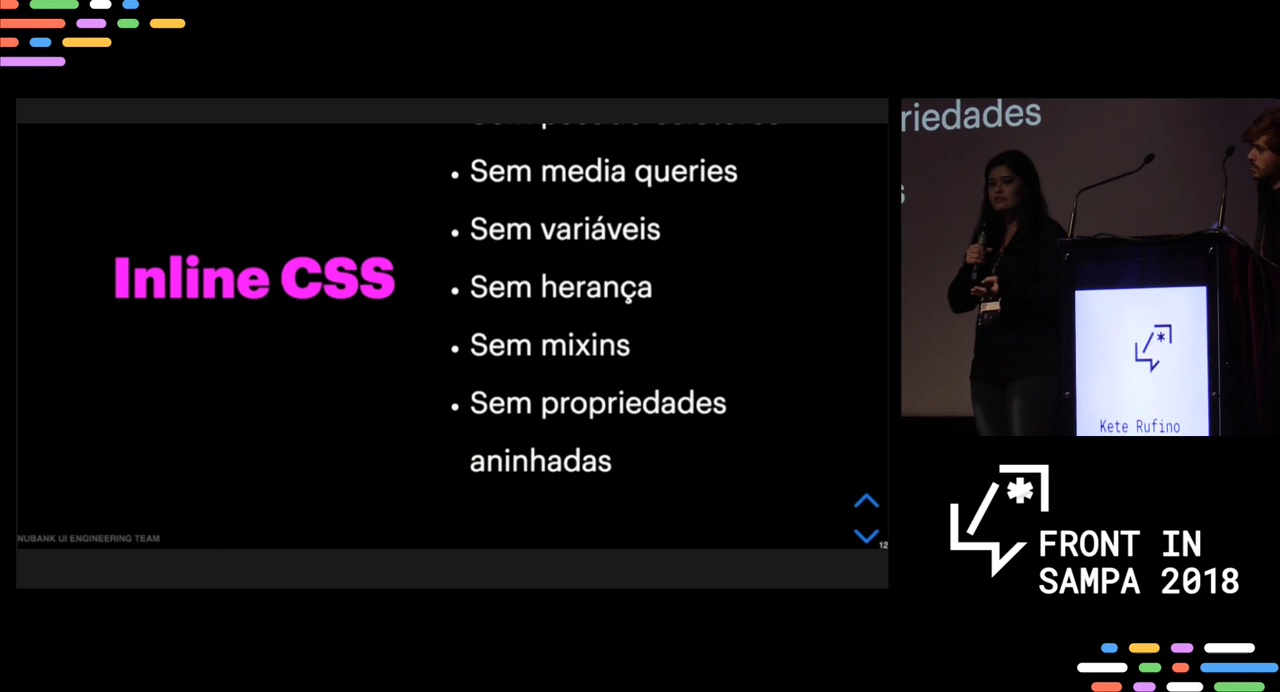 Sem media queries
Sem variáveis
Inline CSS
Sem herança
Sem mixins
Sem propriedades
aninhadas
NUBANK UI ENGINEERING TEAM
12
riedades
s
Kete Rufino
FRONT IN
SAMPA 2018